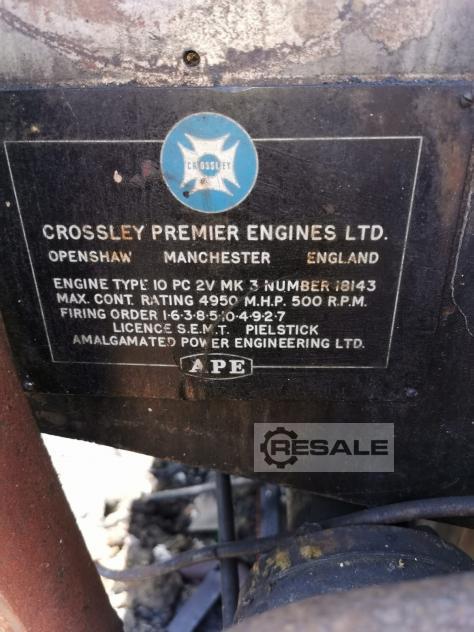 CROSSLEY
CROSSLEY PREMIER ENGINES LTD.
OPENSHAW MANCHESTER ENGLAND
ENGINE TYPE 10 PC 2V MK 3 NUMBER 18143
MAX. CONT. RATING 4950 M.H.P. 500 R.P.M.
FIRING ORDER 1·6·3·8·5·10·4·9·2·7
LICENCE S.E.M.T. PIELSTICK
AMALGAMATED POWER ENGINEERING LTD.
APE
RESALE